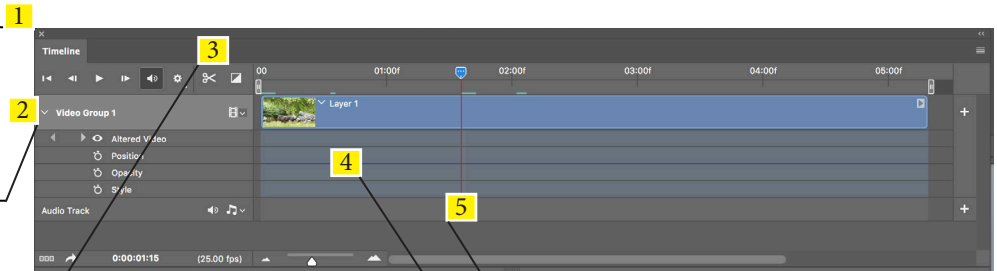 1
Timeline
3
00 01:00f 02:00f 03:00f 04:00f 05:00f
2
Video Group 1
Layer 1
Altered Video
Position
4
Opacity
Style
5
Audio Track
0:00:01:15 (25.00 fps)